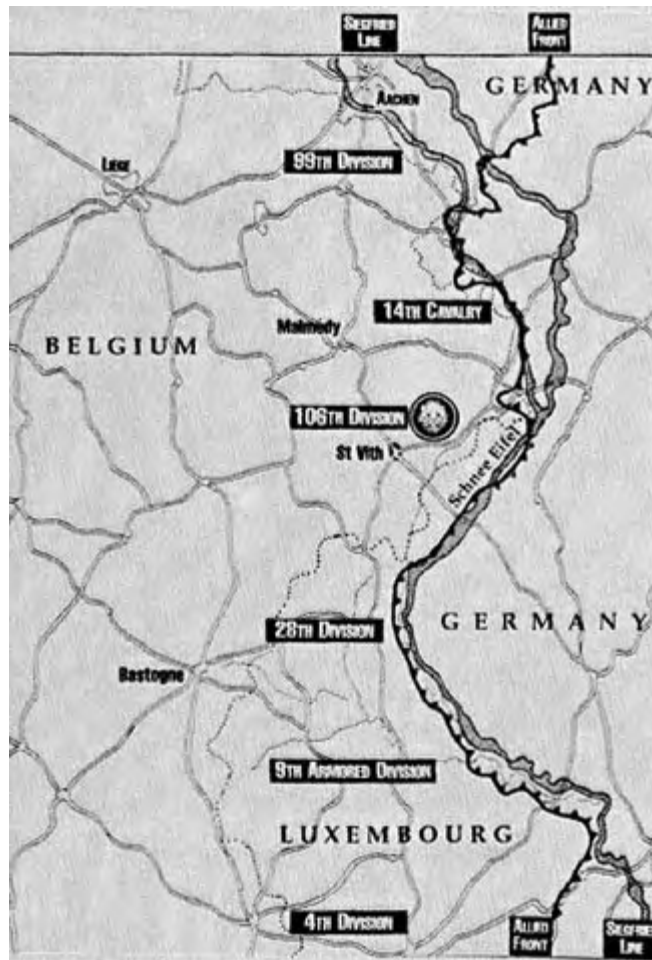 SIEGFRIED
LINE
ALLIED
FRONT
GERMANY
AACHEN
99TH DIVISION
LIEGE
14TH CAVALRY
Malmedy
BELGIUM
106TH DIVISION
St Vith
Schnee Eifel
28TH DIVISION
GERMANY
Bastogne
9TH ARMORED DIVISION
LUXEMBOURG
4TH DIVISION
ALLIED
FRONT
SIEGFRIED
LINE